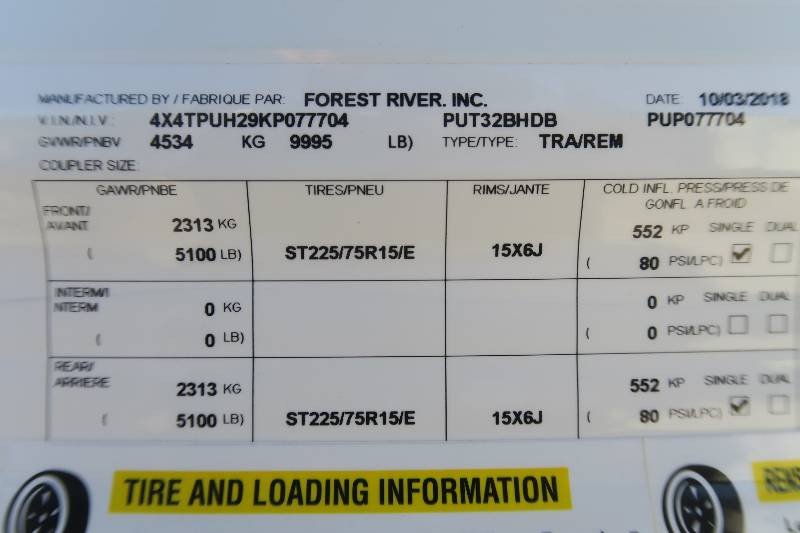 MANUFACTURED BY / FABRIQUE PAR: FOREST RIVER. INC. DATE: 10/03/2018
V.I.N/N.I.V.: 4X4TPUH29KP077704 PUT32BHDB PUP077704
GVWR/PNBV 4534 KG 9995 LB) TYPE/TYPE: TRA/REM
COUPLER SIZE:
GAWR/PNBE TIRES/PNEU RIMS/JANTE COLD INFL. PRESS/PRESS DE
GONFL. A FROID
FRONT/
AVANT 2313 KG 552 KP SINGLE DUAL
( 5100 LB) ST225/75R15/E 15X6J ( 80 PSI/LPC)
INTERM/I
NTERM 0 KG 0 KP SINGLE DUAL
( 0 LB) ( 0 PSI/LPC)
REAR/
ARRIERE 2313 KG 552 KP SINGLE DUAL
( 5100 LB) ST225/75R15/E 15X6J ( 80 PSI/LPC)
TIRE AND LOADING INFORMATION RENS